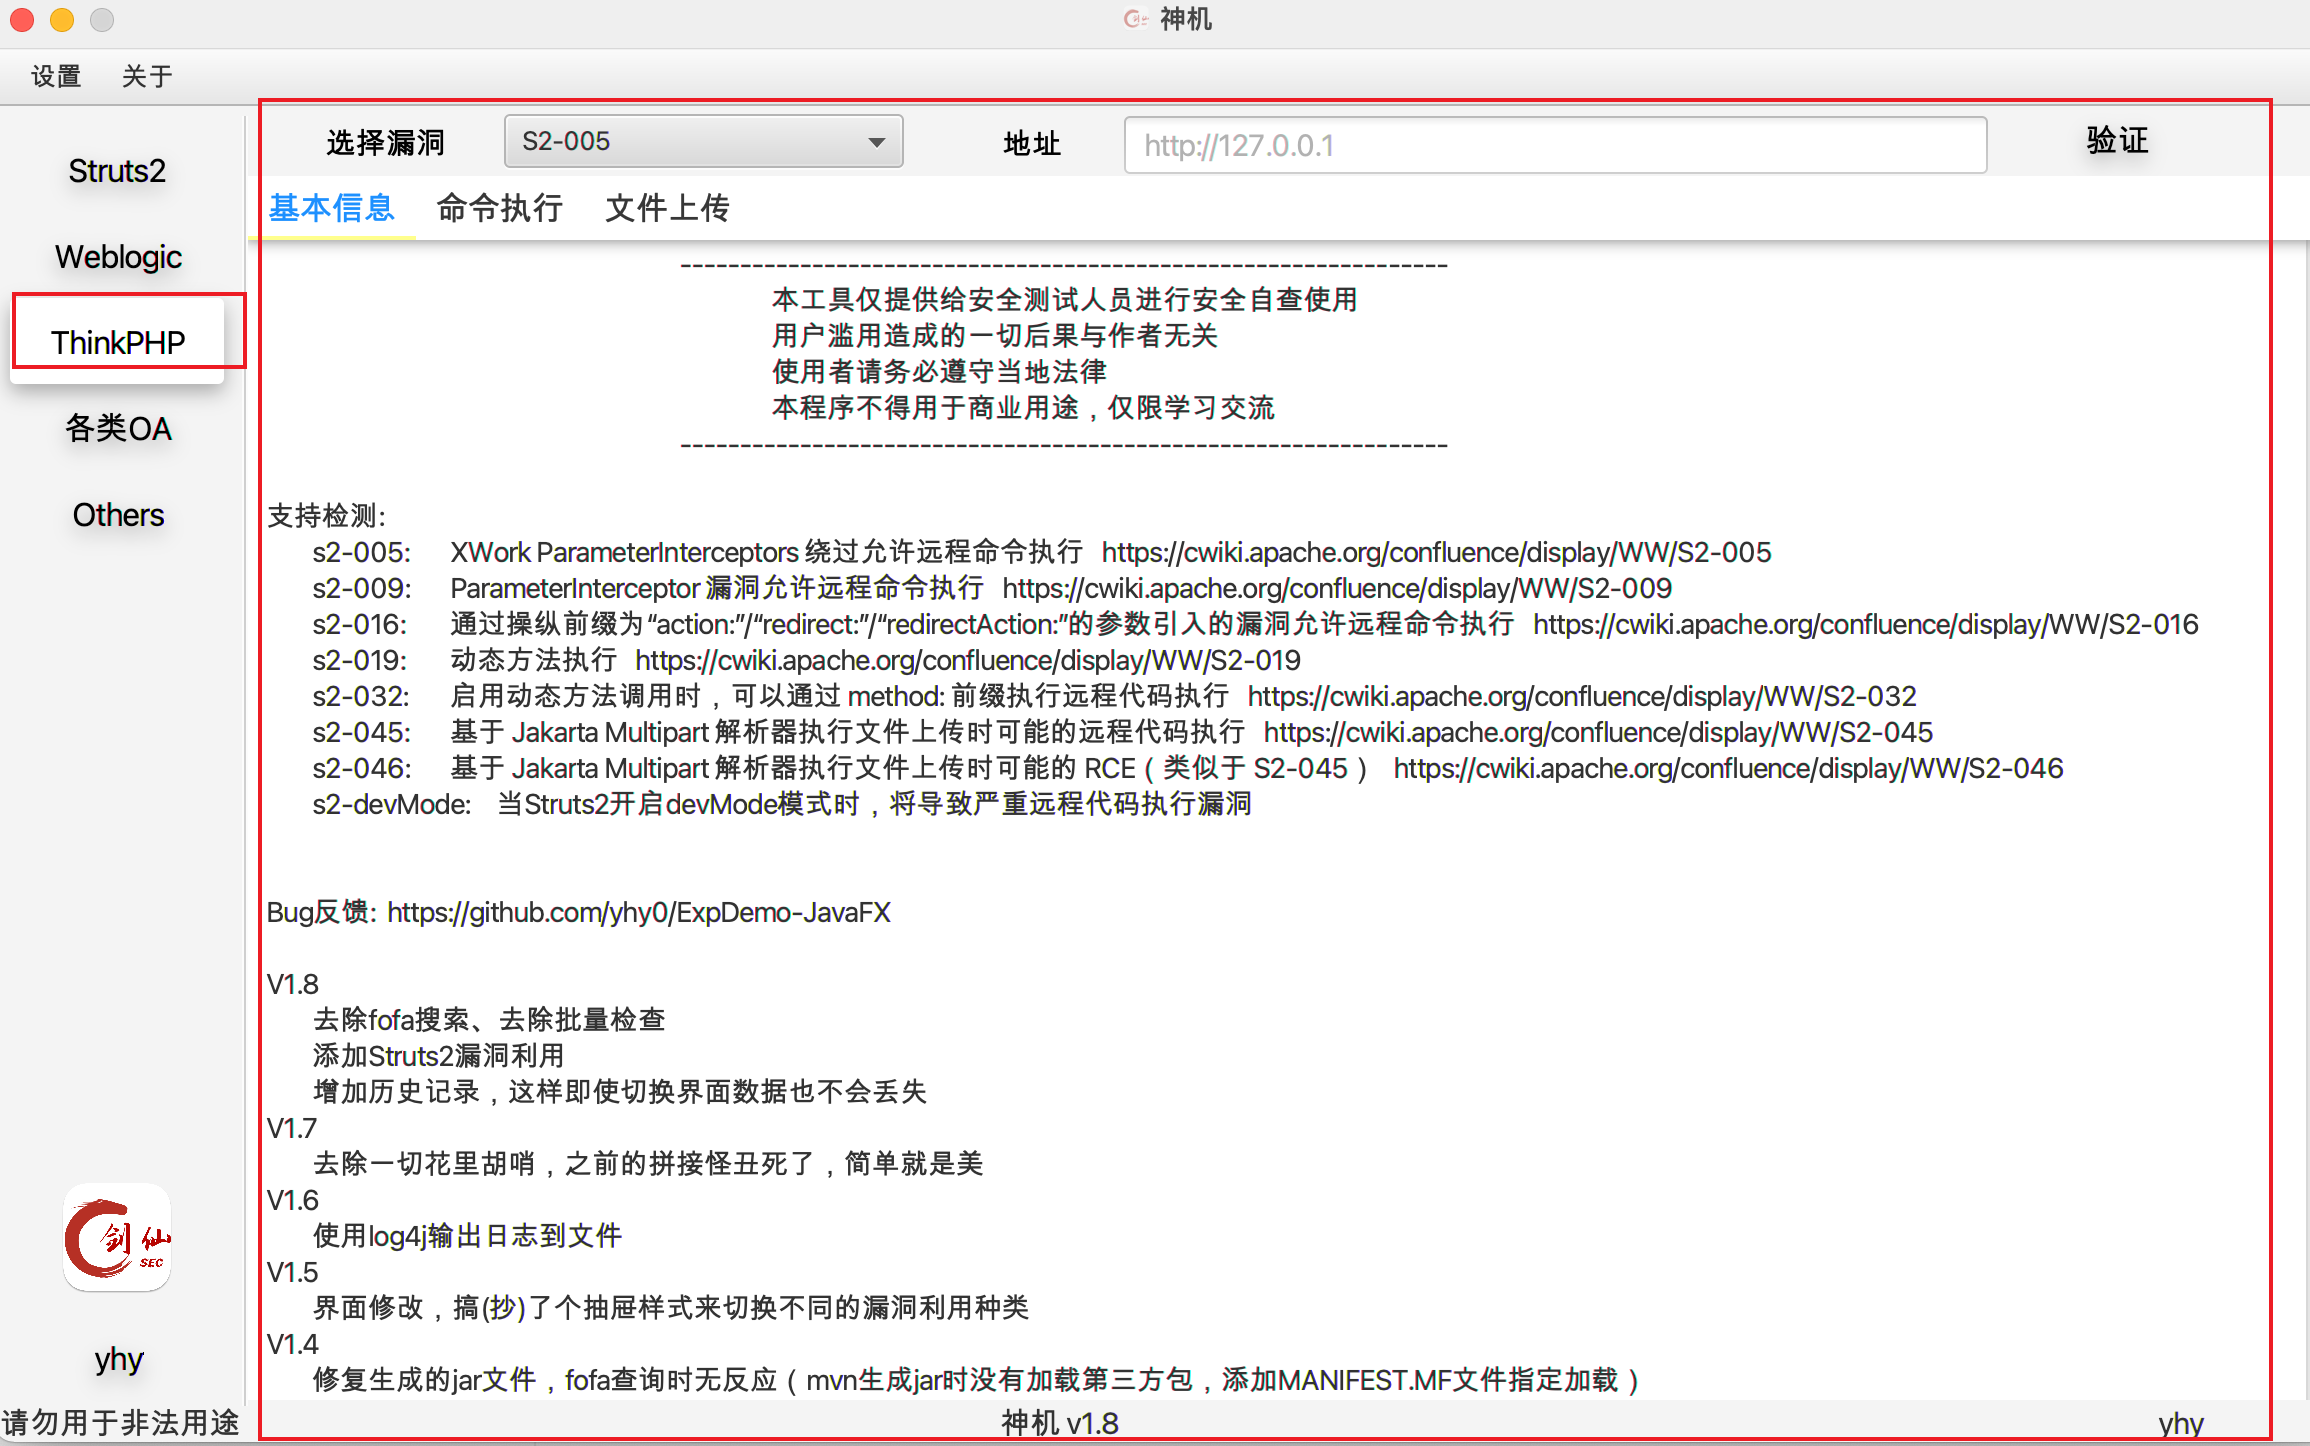 神机
设置 关于
选择漏洞 S2-005 地址 http://127.0.0.1 验证
Struts2
Weblogic
ThinkPHP
各类OA
Others
基本信息 命令执行 文件上传
----------------------------------------------------------------
本工具仅提供给安全测试人员进行安全自查使用
用户滥用造成的一切后果与作者无关
使用者请务必遵守当地法律
本程序不得用于商业用途，仅限学习交流
----------------------------------------------------------------
支持检测:
s2-005: XWork ParameterInterceptors 绕过允许远程命令执行 https://cwiki.apache.org/confluence/display/WW/S2-005
s2-009: ParameterInterceptor 漏洞允许远程命令执行 https://cwiki.apache.org/confluence/display/WW/S2-009
s2-016: 通过操纵前缀为“action:”/“redirect:”/“redirectAction:”的参数引入的漏洞允许远程命令执行 https://cwiki.apache.org/confluence/display/WW/S2-016
s2-019: 动态方法执行 https://cwiki.apache.org/confluence/display/WW/S2-019
s2-032: 启用动态方法调用时，可以通过 method: 前缀执行远程代码执行 https://cwiki.apache.org/confluence/display/WW/S2-032
s2-045: 基于 Jakarta Multipart 解析器执行文件上传时可能的远程代码执行 https://cwiki.apache.org/confluence/display/WW/S2-045
s2-046: 基于 Jakarta Multipart 解析器执行文件上传时可能的 RCE（类似于 S2-045） https://cwiki.apache.org/confluence/display/WW/S2-046
s2-devMode: 当Struts2开启devMode模式时，将导致严重远程代码执行漏洞
Bug反馈: https://github.com/yhy0/ExpDemo-JavaFX
V1.8
去除fofa搜索、去除批量检查
添加Struts2漏洞利用
增加历史记录，这样即使切换界面数据也不会丢失
V1.7
去除一切花里胡哨，之前的拼接怪丑死了，简单就是美
V1.6
使用log4j输出日志到文件
V1.5
界面修改，搞(抄)了个抽屉样式来切换不同的漏洞利用种类
V1.4
修复生成的jar文件，fofa查询时无反应（mvn生成jar时没有加载第三方包，添加MANIFEST.MF文件指定加载）
剑仙
SEC
yhy
请勿用于非法用途 神机 v1.8 yhy